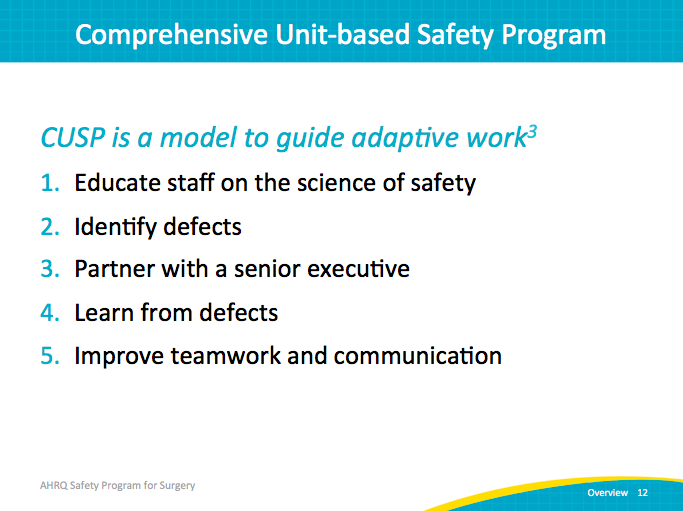 Comprehensive Unit-based Safety Program
CUSP is a model to guide adaptive work³
1. Educate staff on the science of safety
2. Identify defects
3. Partner with a senior executive
4. Learn from defects
5. Improve teamwork and communication
AHRQ Safety Program for Surgery
Overview 12